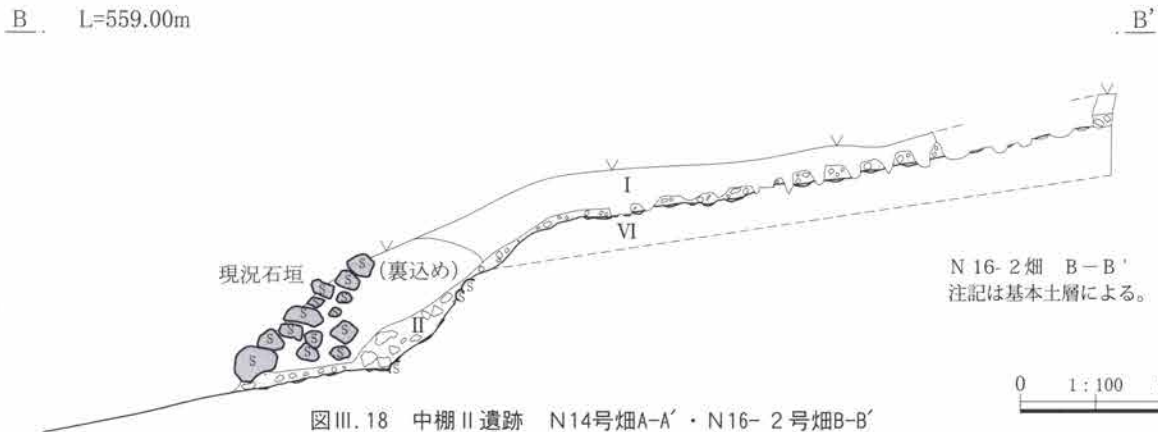 B L=559.00m B’
I
VI
現況石垣 (裏込め)
II
S
S
S
S
S
S
S
S
S
S
S
S
S
N 16-2畑 B－B’
注記は基本土層による。
0 1:100
図III.18 中棚II遺跡 N14号畑A-A′・N16-2号畑B-B′